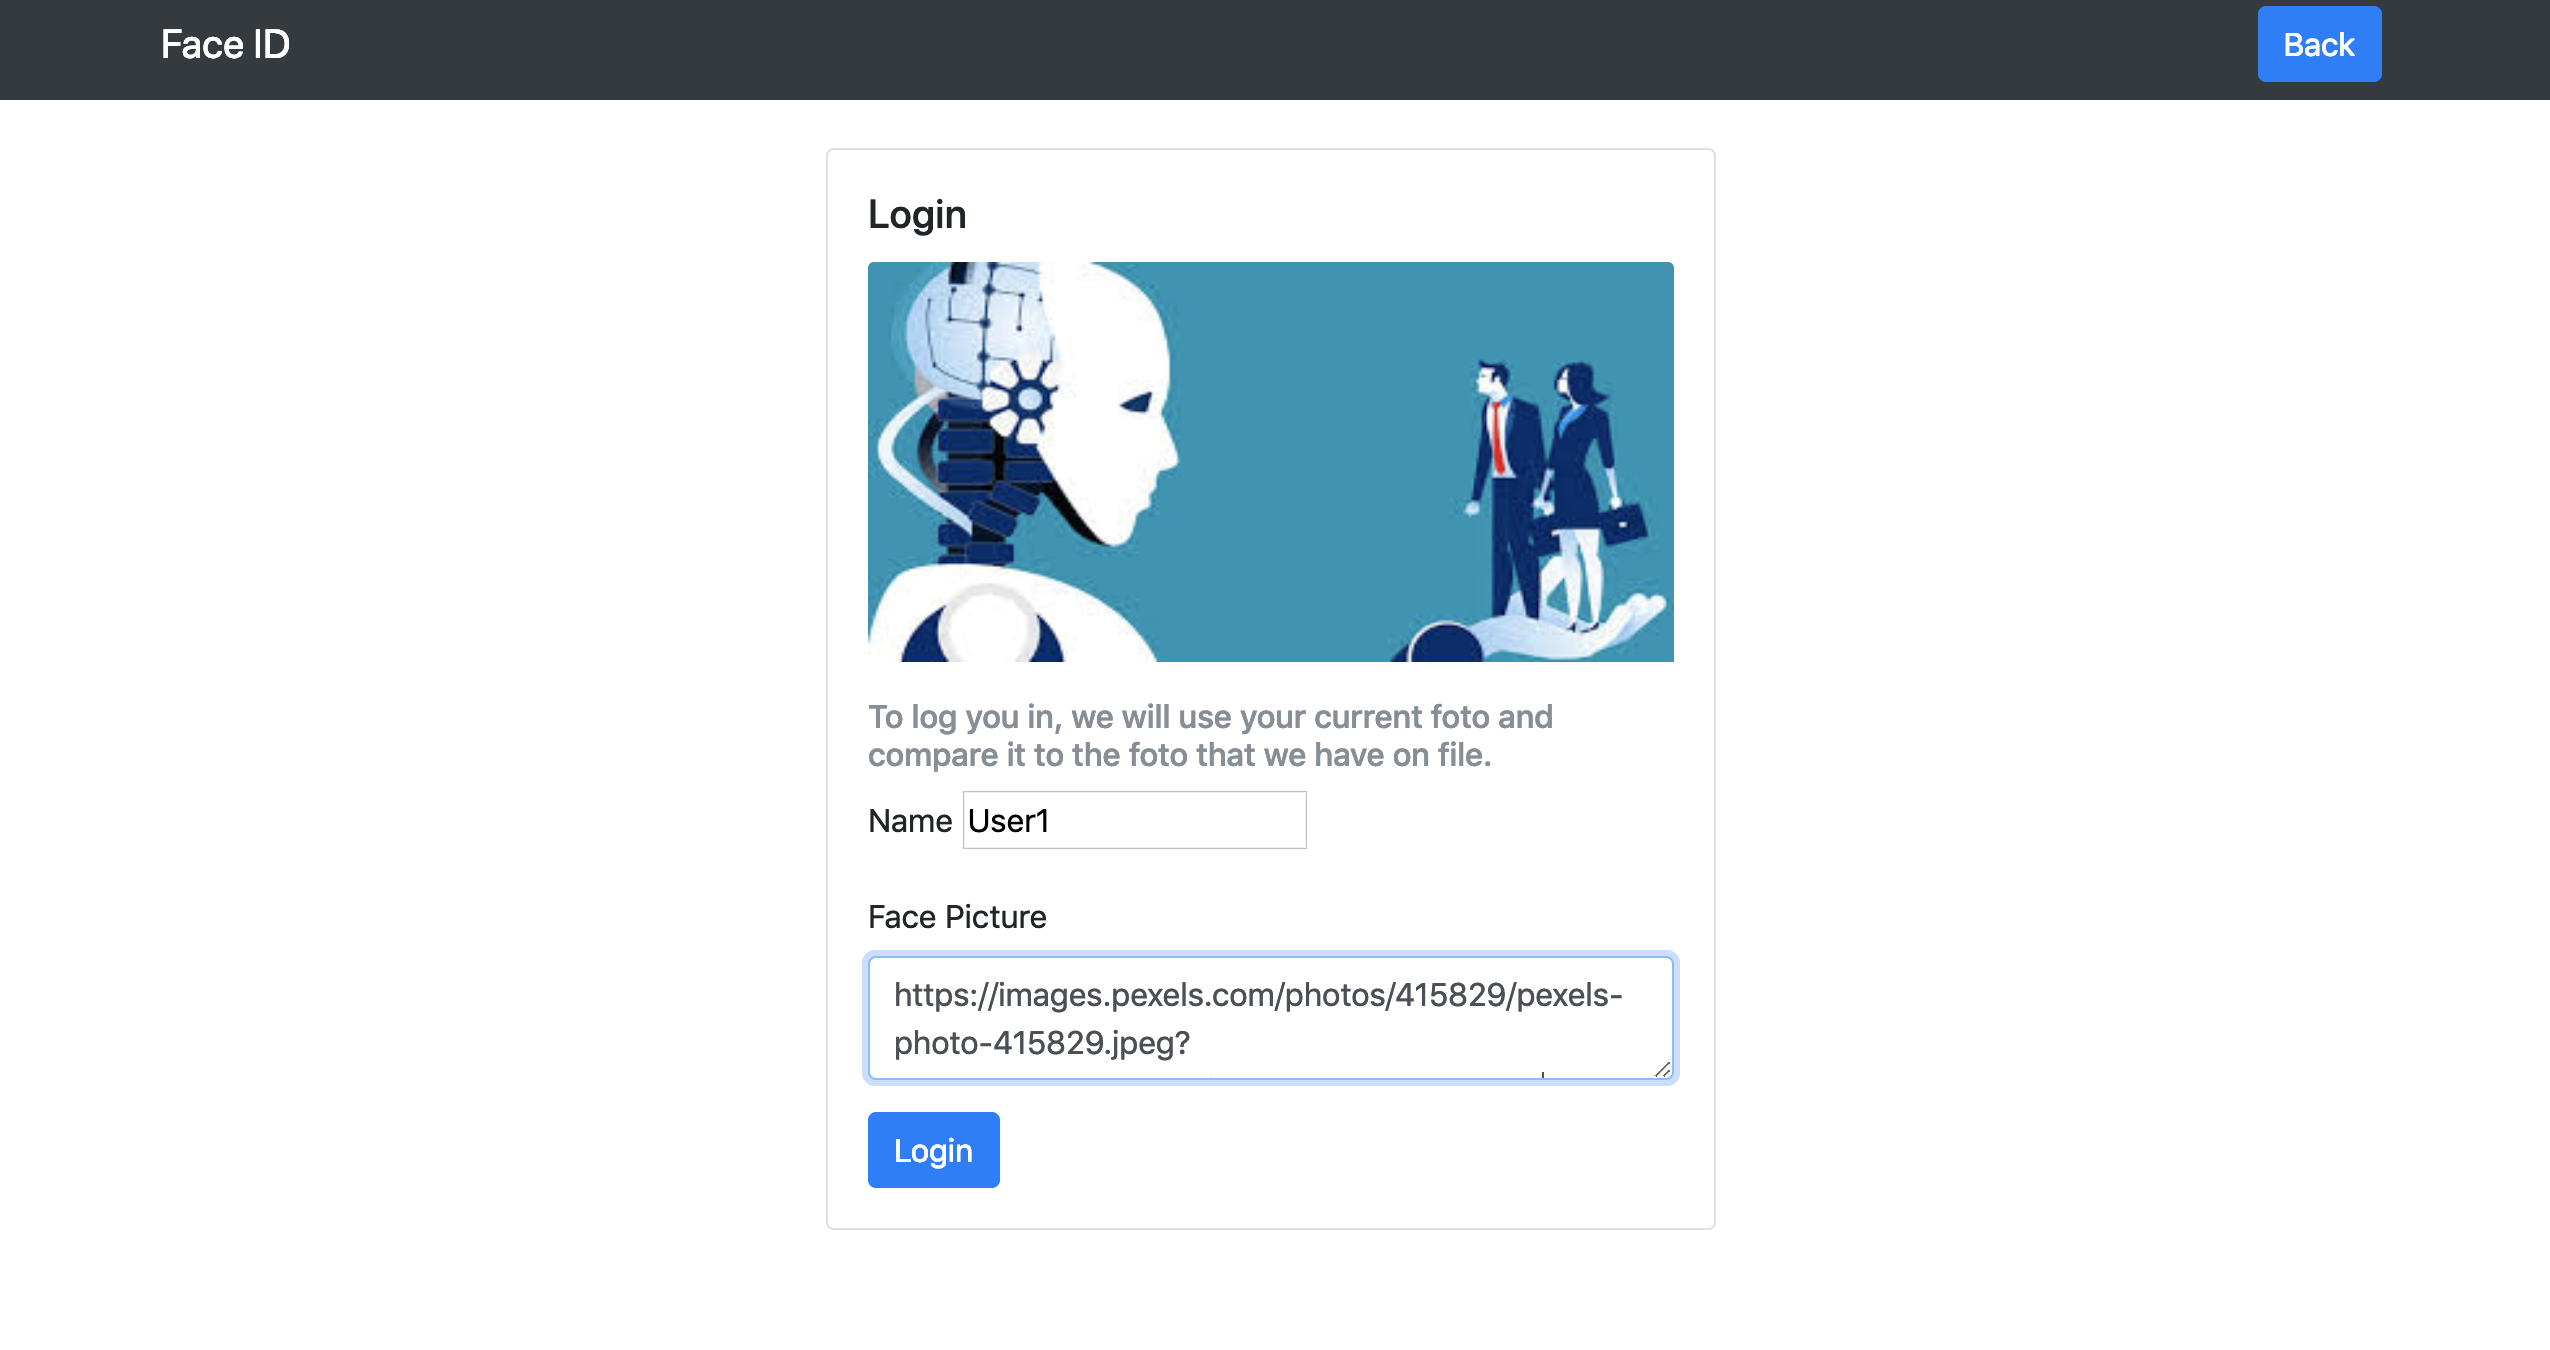 Face ID
Back
Login
To log you in, we will use your current foto and
compare it to the foto that we have on file.
Name User1
Face Picture
https://images.pexels.com/photos/415829/pexels-
photo-415829.jpeg?
Login